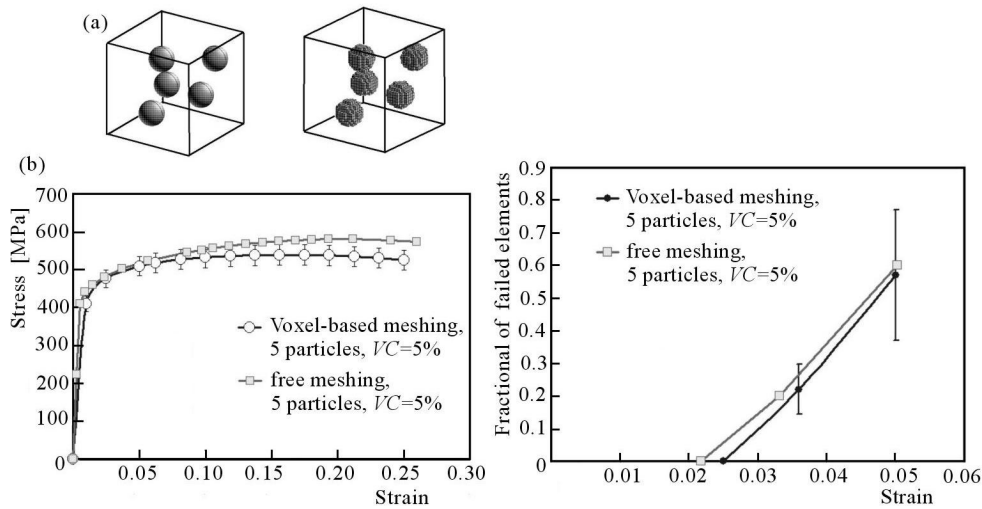 (a)
(b)
700
600
500
400
300
200
100
0
Stress [MPa]
0.05
0.10
0.15
0.20
0.25
0.30
Strain
Voxel-based meshing,
5 particles, VC=5%
free meshing,
5 particles, VC=5%
0.9
0.8
0.7
0.6
0.5
0.4
0.3
0.2
0.1
0
Fractional of failed elements
0.01
0.02
0.03
0.04
0.05
0.06
Strain
Voxel-based meshing,
5 particles, VC=5%
free meshing,
5 particles, VC=5%